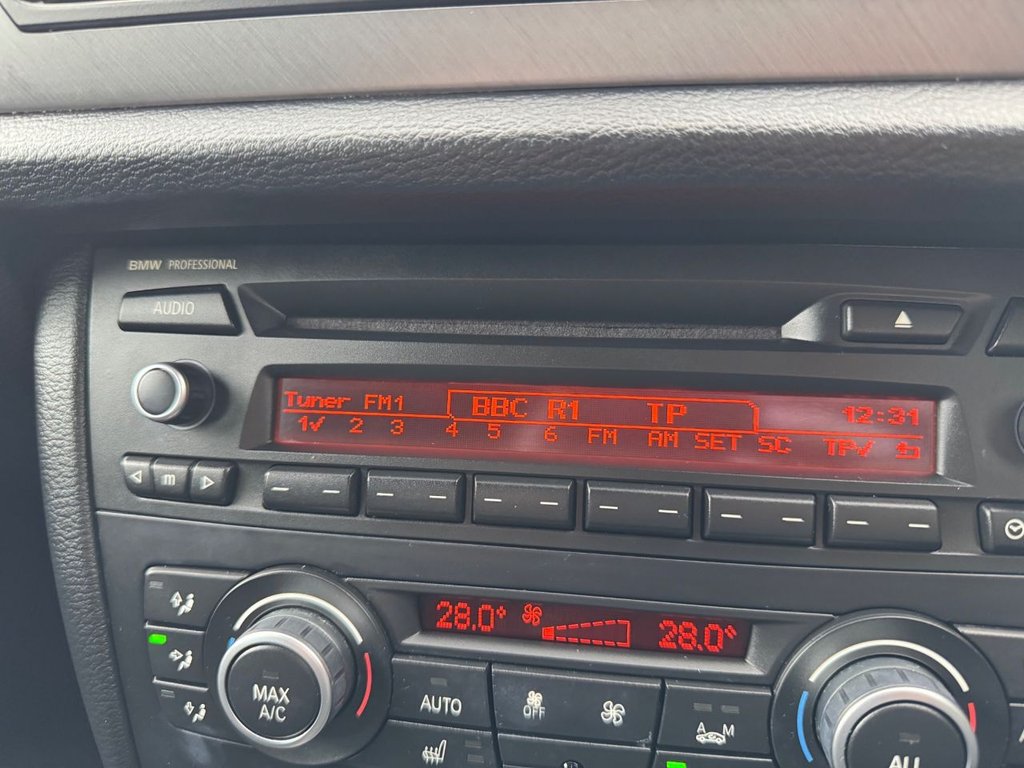 BMW PROFESSIONAL
AUDIO
Tuner FM1 BBC R1 TP 12:31
1✓ 2 3 4 5 6 FM AM SET SC TP✓
m
28.0° 28.0°
MAX A/C
AUTO
OFF
A M
ALL